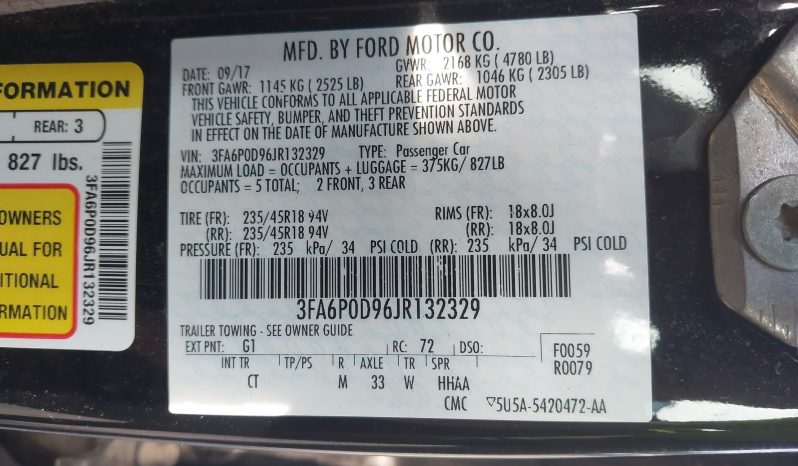 FORMATION
REAR: 3
827 lbs.
OWNERS
UAL FOR
ITIONAL
MATION
3FA6P0D96JR132329
MFD. BY FORD MOTOR CO.
DATE: 09/17 GVWR: 2168 KG ( 4780 LB)
FRONT GAWR: 1145 KG ( 2525 LB) REAR GAWR: 1046 KG ( 2305 LB)
THIS VEHICLE CONFORMS TO ALL APPLICABLE FEDERAL MOTOR
VEHICLE SAFETY, BUMPER, AND THEFT PREVENTION STANDARDS
IN EFFECT ON THE DATE OF MANUFACTURE SHOWN ABOVE.
VIN: 3FA6P0D96JR132329 TYPE: Passenger Car
MAXIMUM LOAD = OCCUPANTS + LUGGAGE = 375KG/ 827LB
OCCUPANTS = 5 TOTAL; 2 FRONT, 3 REAR
TIRE (FR): 235/45R18 94V RIMS (FR): 18x8.0J
(RR): 235/45R18 94V (RR): 18x8.0J
PRESSURE (FR): 235 kPa/ 34 PSI COLD (RR): 235 kPa/ 34 PSI COLD
3FA6P0D96JR132329
TRAILER TOWING - SEE OWNER GUIDE
EXT PNT: G1 RC: 72 DSO: F0059
INT TR TP/PS R AXLE TR SPR R0079
CT M 33 W HHAA
CMC ▽5U5A-5420472-AA